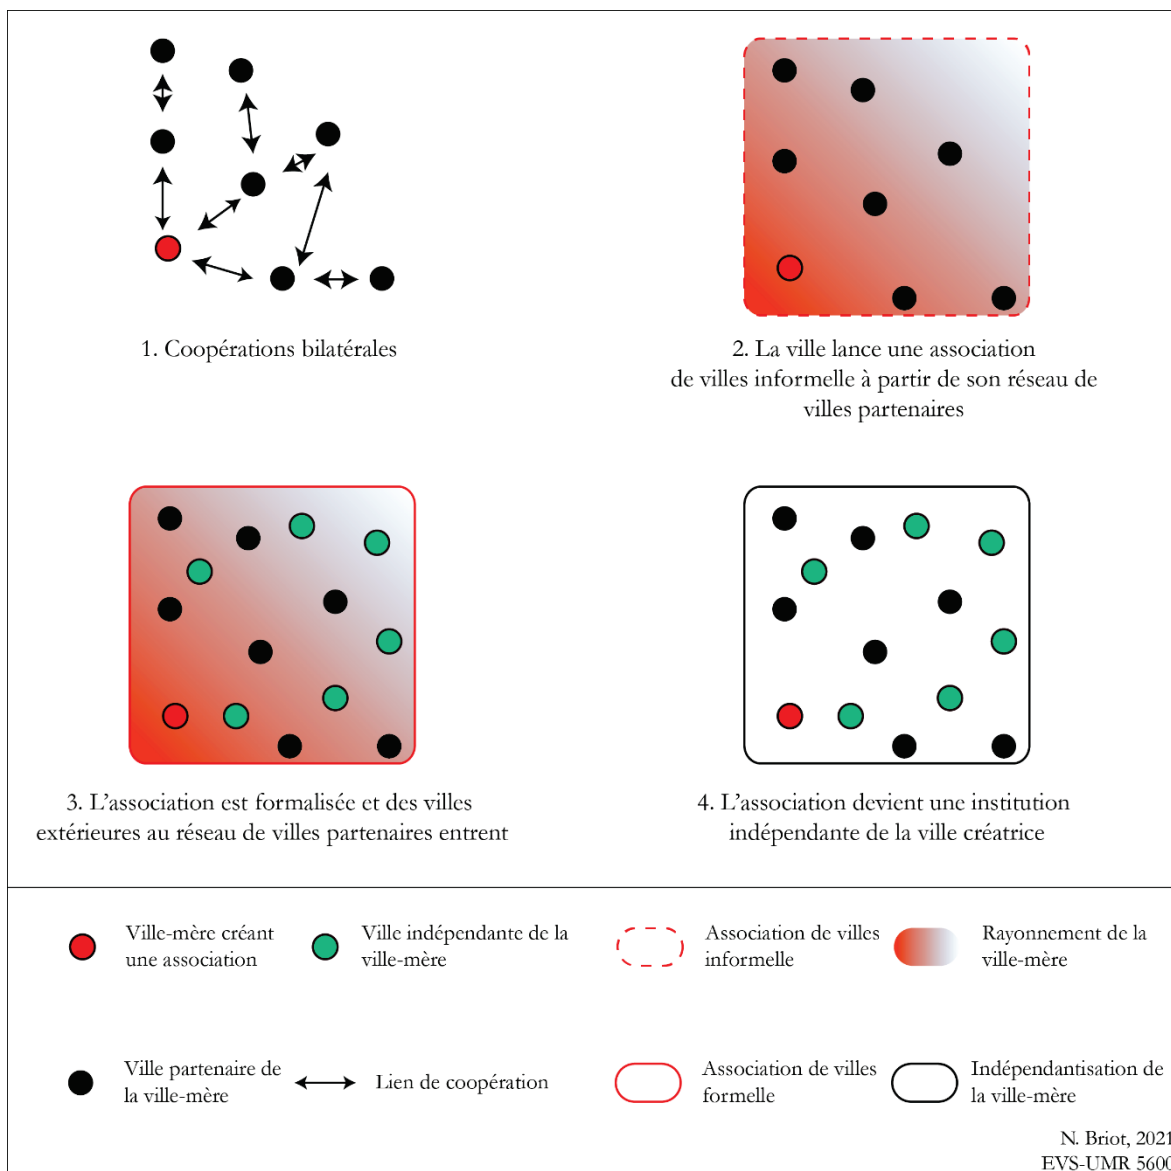 1. Coopérations bilatérales
2. La ville lance une association
de villes informelle à partir de son réseau de
villes partenaires
3. L'association est formalisée et des villes
extérieures au réseau de villes partenaires entrent
4. L'association devient une institution
indépendante de la ville créatrice
Ville-mère créant
une association
Ville indépendante de la
ville-mère
Association de villes
informelle
Rayonnement de la
ville-mère
Ville partenaire de
la ville-mère
Lien de coopération
Association de villes
formelle
Indépendantisation de
la ville-mère
N. Briot, 2021
EVS-UMR 5600